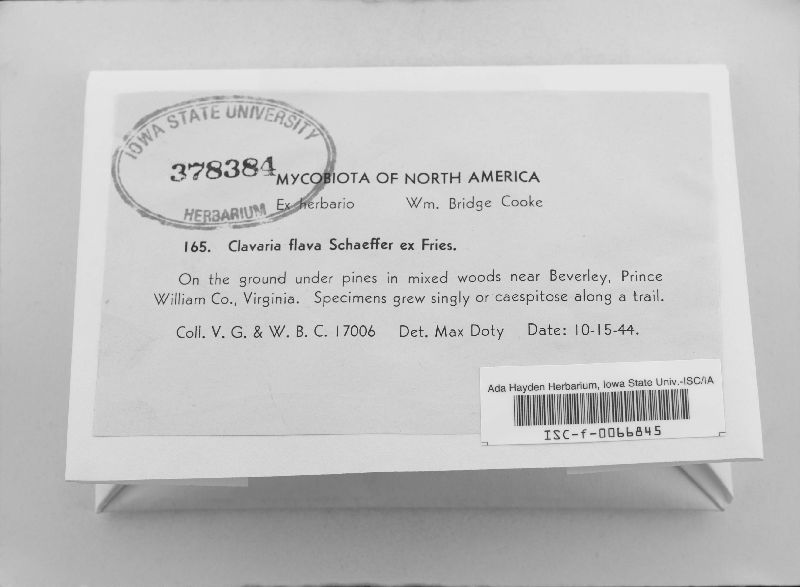 IOWA STATE UNIVERSITY
378384
HERBARIUM
MYCOBIOTA OF NORTH AMERICA
Ex herbario Wm. Bridge Cooke
165. Clavaria flava Schaeffer ex Fries.
On the ground under pines in mixed woods near Beverley, Prince
William Co., Virginia. Specimens grew singly or caespitose along a trail.
Coll. V. G. & W. B. C. 17006 Det. Max Doty Date: 10-15-44.
Ada Hayden Herbarium, Iowa State Univ.-ISC/IA
ISC-f-0066845